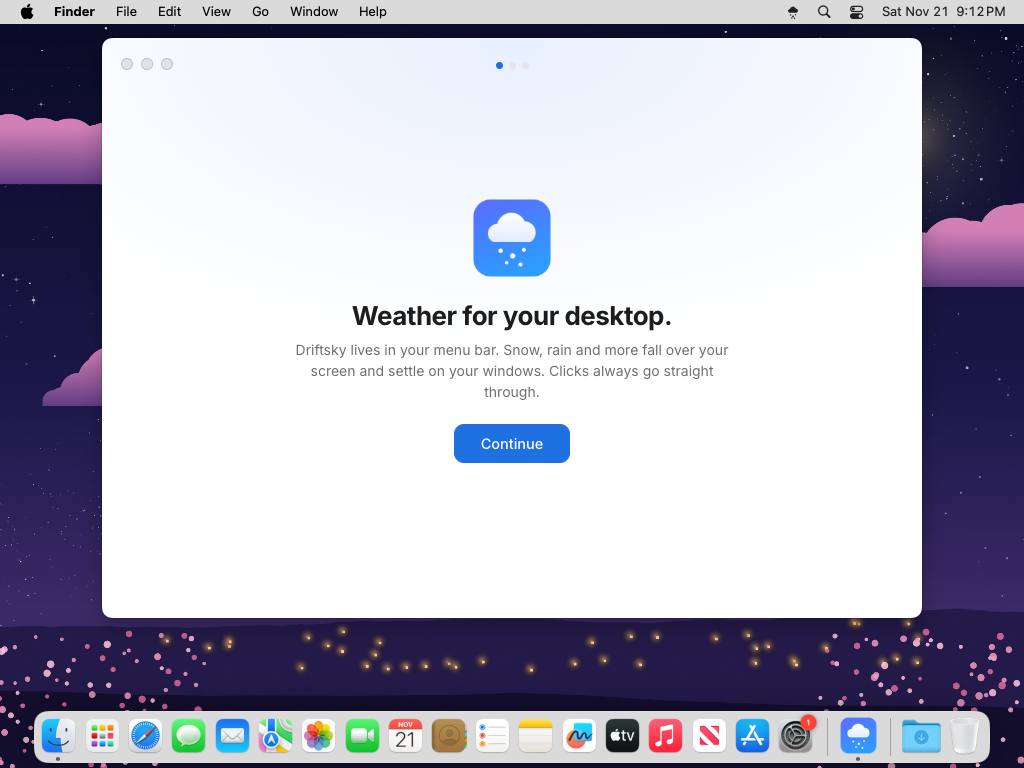 Finder File Edit View Go Window Help Sat Nov 21 9:12 PM
Weather for your desktop.
Driftsky lives in your menu bar. Snow, rain and more fall over your
screen and settle on your windows. Clicks always go straight
through.
Continue
NOV
21
tv
1